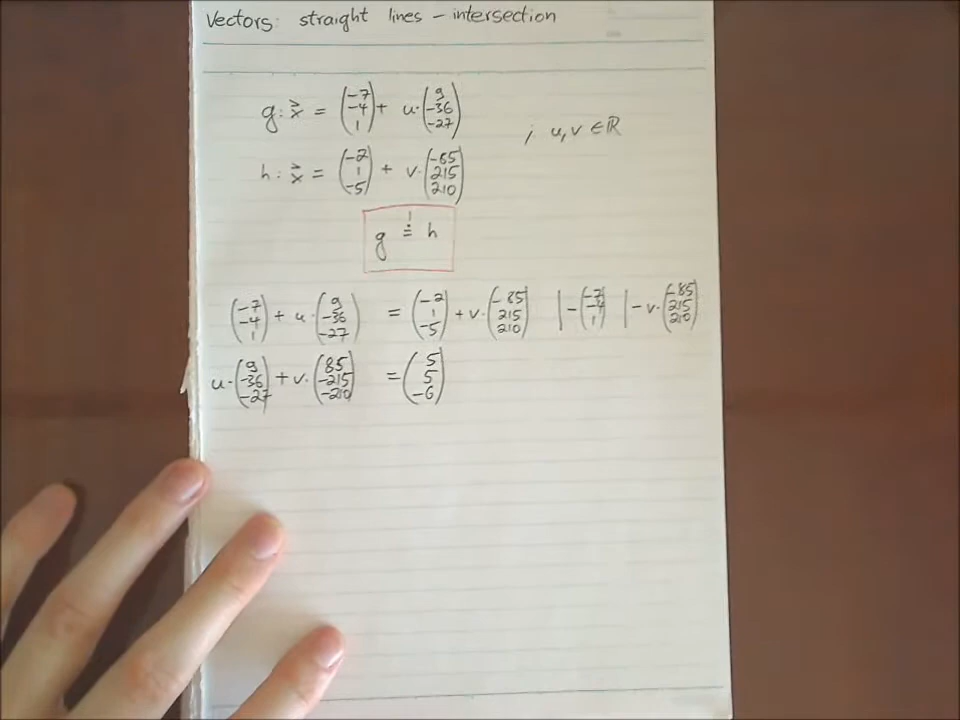 Vectors: straight lines - intersection
g: x⃗ = (-7 -4 1) + u· (9 -36 -27)
; u, v ∈ ℝ
h: x⃗ = (-2 1 -5) + v· (-85 215 210)
g ≟ h
(-7 -4 1) + u· (9 -36 -27) = (-2 1 -5) + v· (-85 215 210) | - (-7 -4 1) | - v· (-85 215 210)
u· (9 -36 -27) + v· (85 -215 -210) = (5 5 -6)